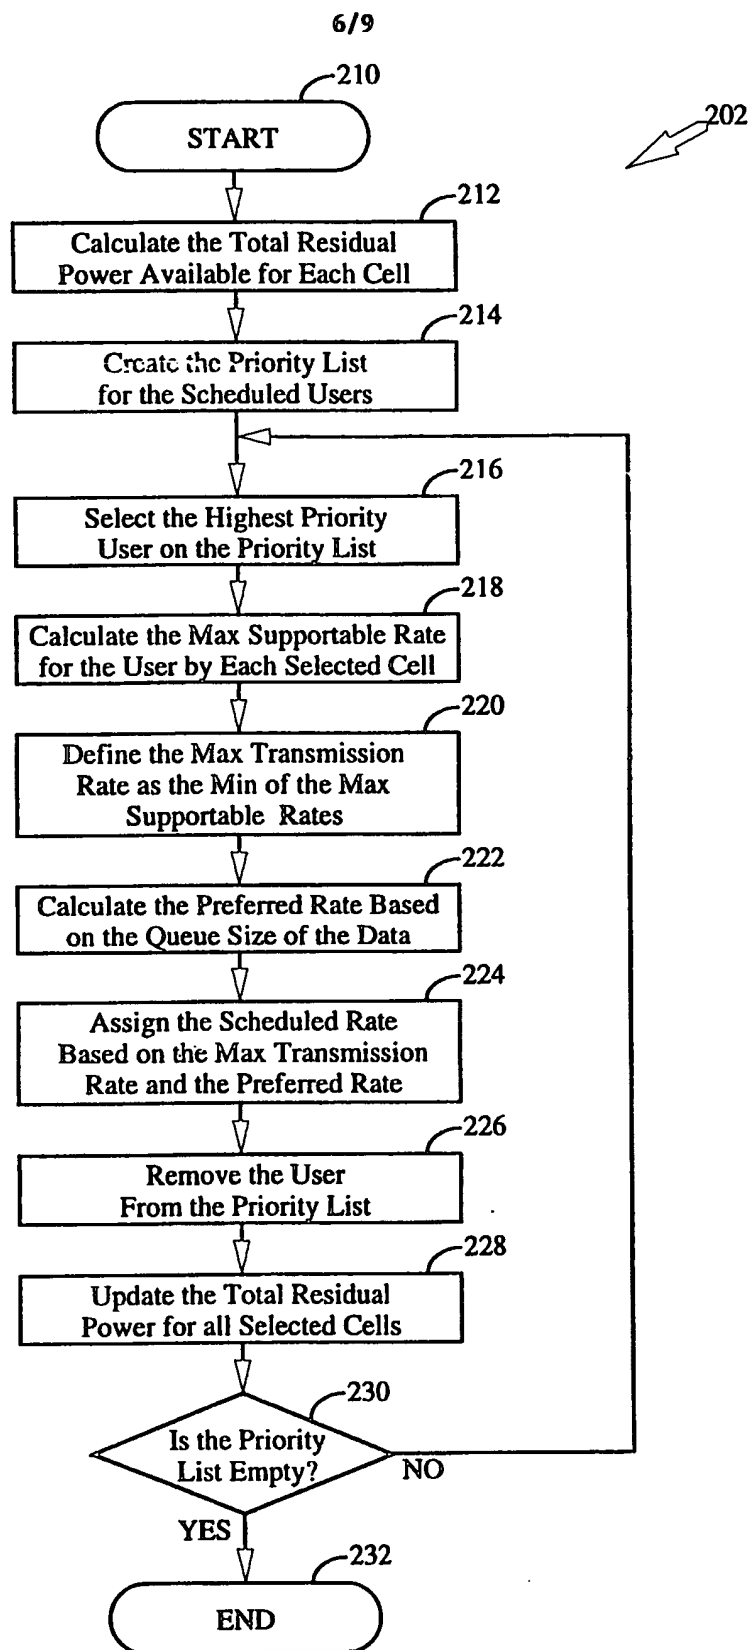 6/9
210
START
202
212
Calculate the Total Residual
Power Available for Each Cell
214
Create the Priority List
for the Scheduled Users
216
Select the Highest Priority
User on the Priority List
218
Calculate the Max Supportable Rate
for the User by Each Selected Cell
220
Define the Max Transmission
Rate as the Min of the Max
Supportable Rates
222
Calculate the Preferred Rate Based
on the Queue Size of the Data
224
Assign the Scheduled Rate
Based on the Max Transmission
Rate and the Preferred Rate
226
Remove the User
From the Priority List
228
Update the Total Residual
Power for all Selected Cells
230
Is the Priority
List Empty?
NO
YES
232
END